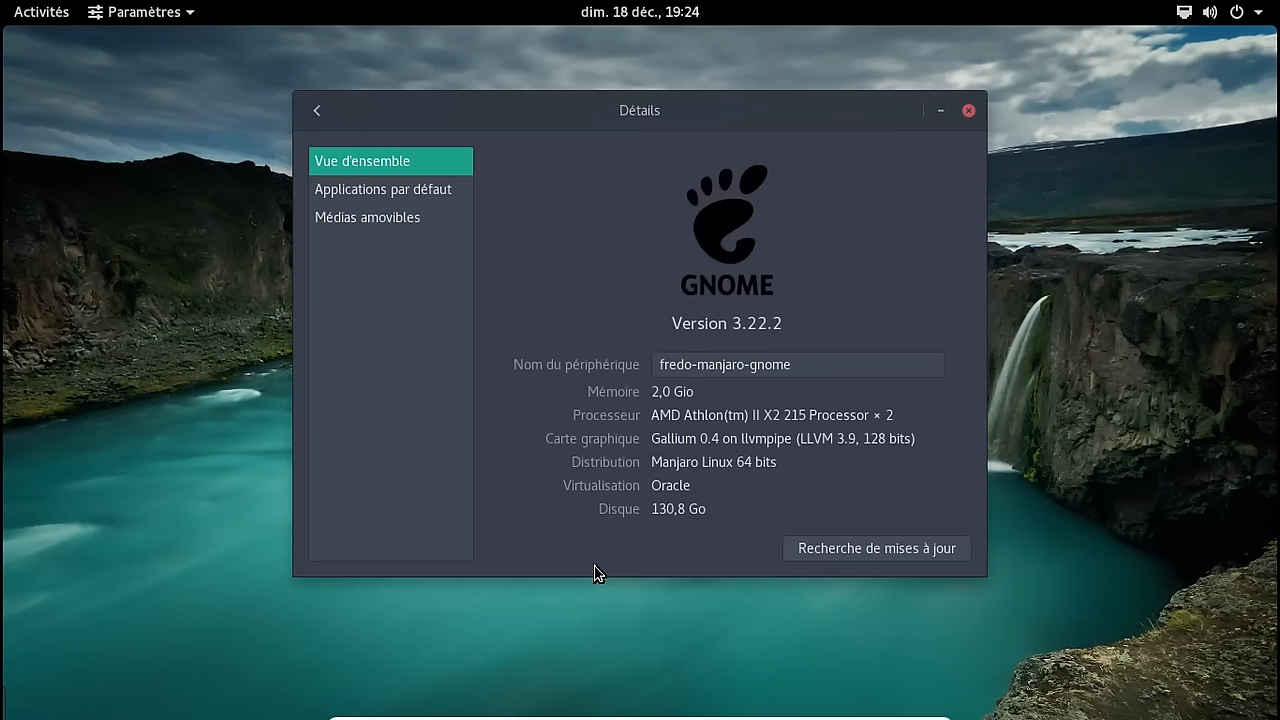 Activités Paramètres dim. 18 déc., 19:24
Détails
Vue d'ensemble
Applications par défaut
Médias amovibles
GNOME
Version 3.22.2
Nom du périphérique fredo-manjaro-gnome
Mémoire 2,0 Gio
Processeur AMD Athlon(tm) II X2 215 Processor × 2
Carte graphique Gallium 0.4 on llvmpipe (LLVM 3.9, 128 bits)
Distribution Manjaro Linux 64 bits
Virtualisation Oracle
Disque 130,8 Go
Recherche de mises à jour